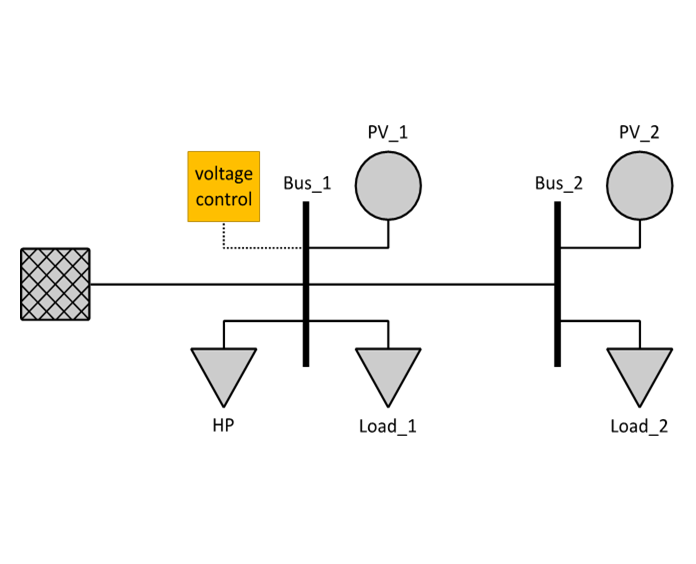 PV_1
PV_2
voltage
control
Bus_1
Bus_2
HP
Load_1
Load_2